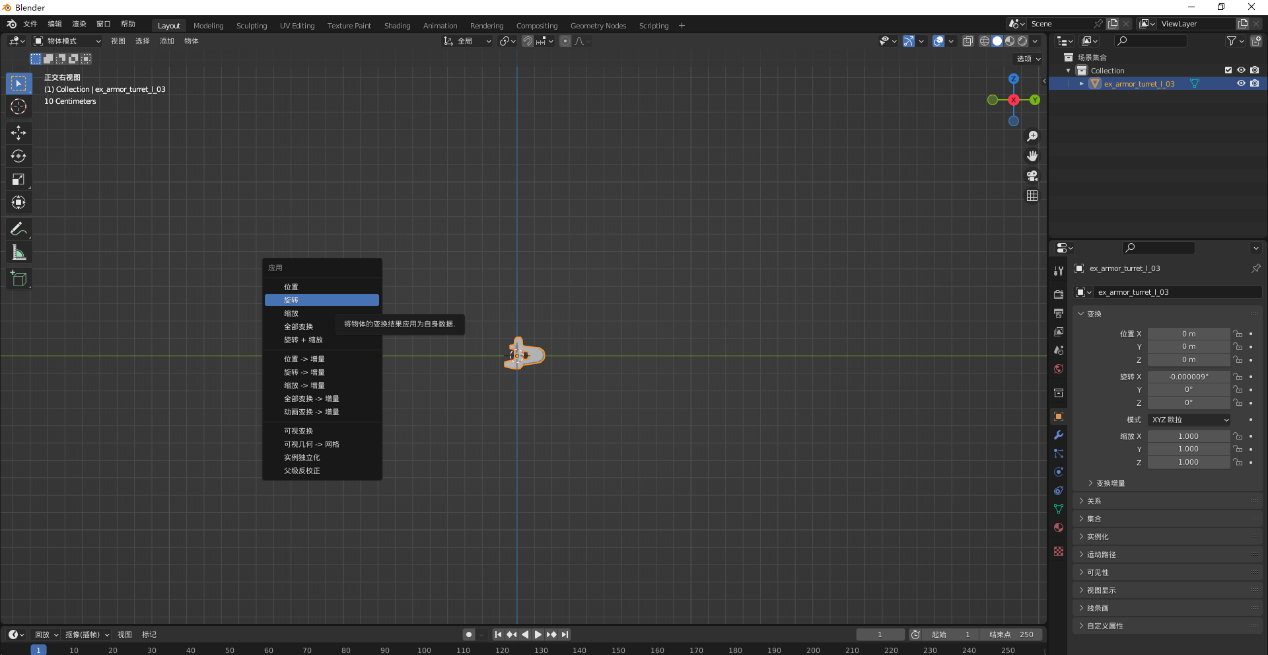 Blender
文件 编辑 渲染 窗口 帮助 Layout Modeling Sculpting UV Editing Texture Paint Shading Animation Rendering Compositing Geometry Nodes Scripting + Scene ViewLayer
物体模式 视图 选择 添加 物体 全局
选项
正交右视图
(1) Collection | ex_armor_turret_l_03
10 Centimeters
Z
X
Y
应用
位置
旋转
缩放
全部变换
旋转 + 缩放
位置 -> 增量
旋转 -> 增量
缩放 -> 增量
全部变换 -> 增量
动画变换 -> 增量
可视变换
可视几何 -> 网格
实例独立化
父级反校正
将物体的变换结果应用为自身数据.
场景集合
Collection
ex_armor_turret_l_03
ex_armor_turret_l_03
ex_armor_turret_l_03
变换
位置 X 0 m
Y 0 m
Z 0 m
旋转 X -0.000009°
Y 0°
Z 0°
模式 XYZ 欧拉
缩放 X 1.000
Y 1.000
Z 1.000
变换增量
关系
集合
实例化
运动路径
可见性
视图显示
线条画
自定义属性
回放 抠像(插帧) 视图 标记 1 起始 1 结束点 250
1 10 20 30 40 50 60 70 80 90 100 110 120 130 140 150 160 170 180 190 200 210 220 230 240 250